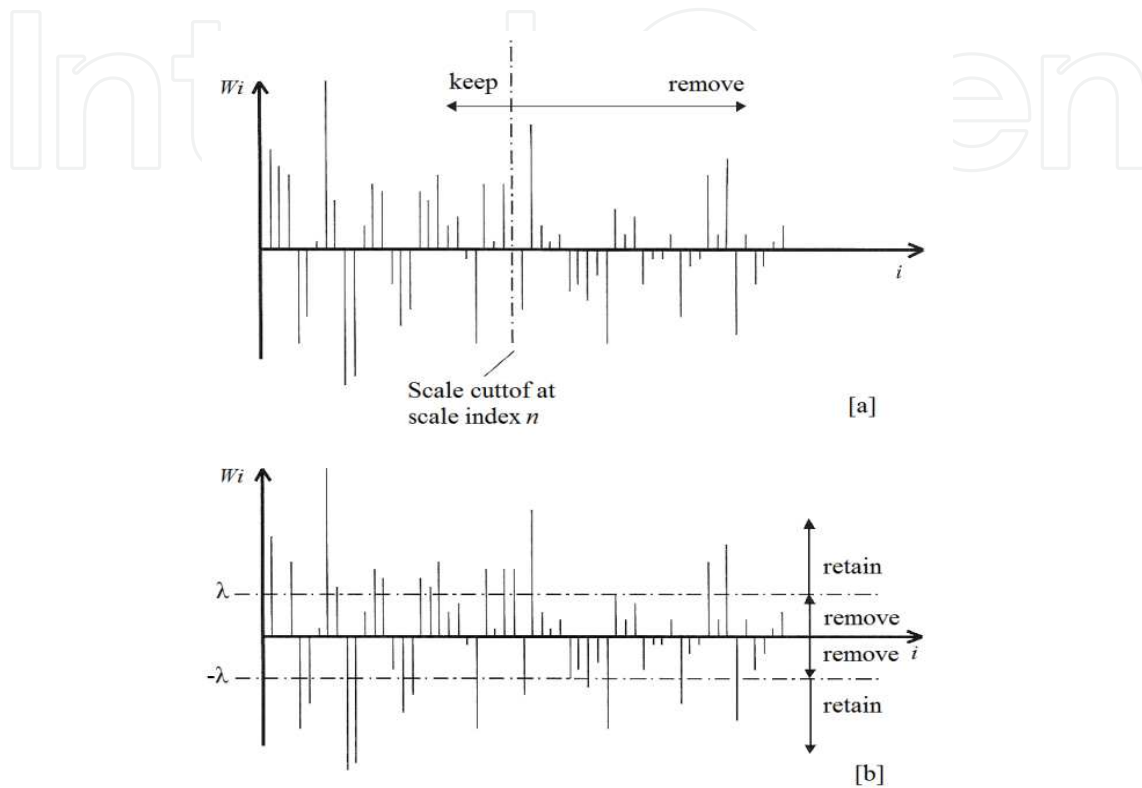 Wi
keep remove
i
Scale cuttof at
scale index n
[a]
Wi
retain
λ
remove
remove i
-λ
retain
[b]